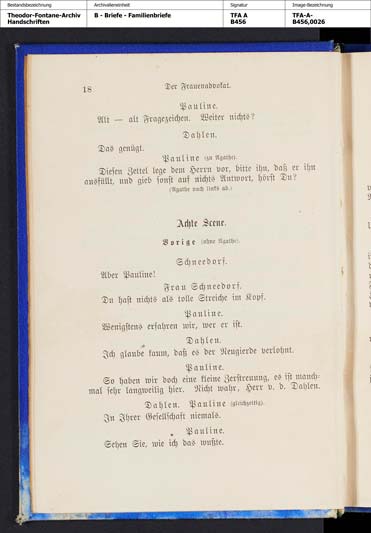 Bestandsbezeichnung
Archivalieneinheit
Signatur
Image-Bezeichnung
Theodor-Fontane-Archiv
Handschriften
B - Briefe - Familienbriefe
TFA A
B456
TFA-A-
B456,0026
18
Der Frauenadvokat.
Pauline.
Alt — alt Fragezeichen. Weiter nichts?
Dahlen.
Das genügt.
Pauline (zu Agathe).
Diesen Zettel lege dem Herrn vor, bitte ihn, daß er ihn
ausfüllt, und gieb sonst auf nichts Antwort, hörst Du?
(Agathe nach links ab.)
Achte Scene.
Vorige (ohne Agathe).
Schneedorf.
Aber Pauline!
Frau Schneedorf.
Du hast nichts als tolle Streiche im Kopf.
Pauline.
Wenigstens erfahren wir, wer er ist.
Dahlen.
Ich glaube kaum, daß es der Neugierde verlohnt.
Pauline.
So haben wir doch eine kleine Zerstreuung, es ist manch-
mal sehr langweilig hier. Nicht wahr, Herr v. d. Dahlen.
Dahlen. Pauline (gleichzeitig).
In Ihrer Gesellschaft niemals.
Pauline.
Sehen Sie, wie ich das wußte.